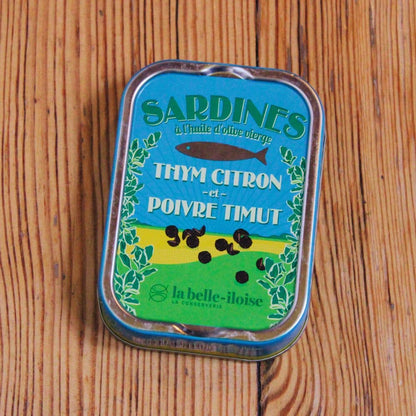 SARDINES
à l'huile d'olive vierge
THYM CITRON
- et -
POIVRE TIMUT
la belle-iloise
LA CONSERVERIE